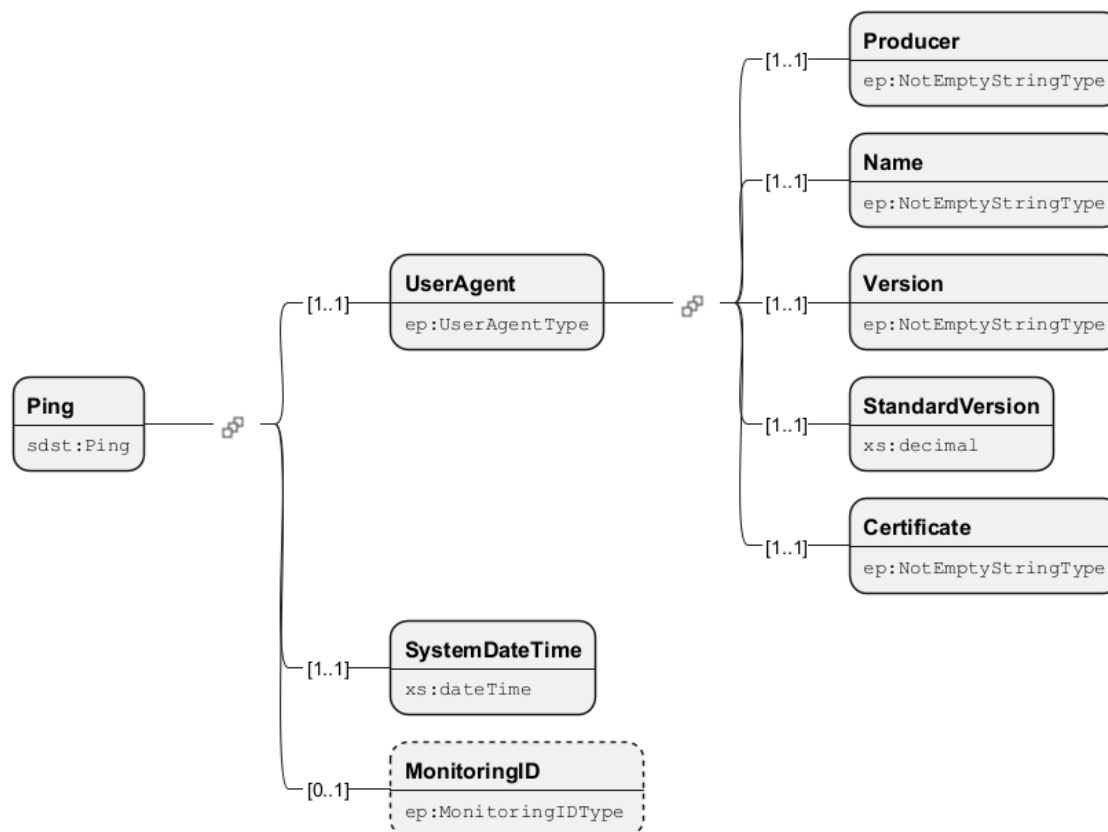 Producer
[1..1]
ep:NotEmptyStringType
Name
[1..1]
ep:NotEmptyStringType
UserAgent
Version
[1..1]
[1..1]
ep:UserAgentType
ep:NotEmptyStringType
Ping
StandardVersion
[1..1]
sdst:Ping
xs:decimal
Certificate
[1..1]
ep:NotEmptyStringType
SystemDateTime
[1..1]
xs:dateTime
MonitoringID
[0..1]
ep:MonitoringIDType